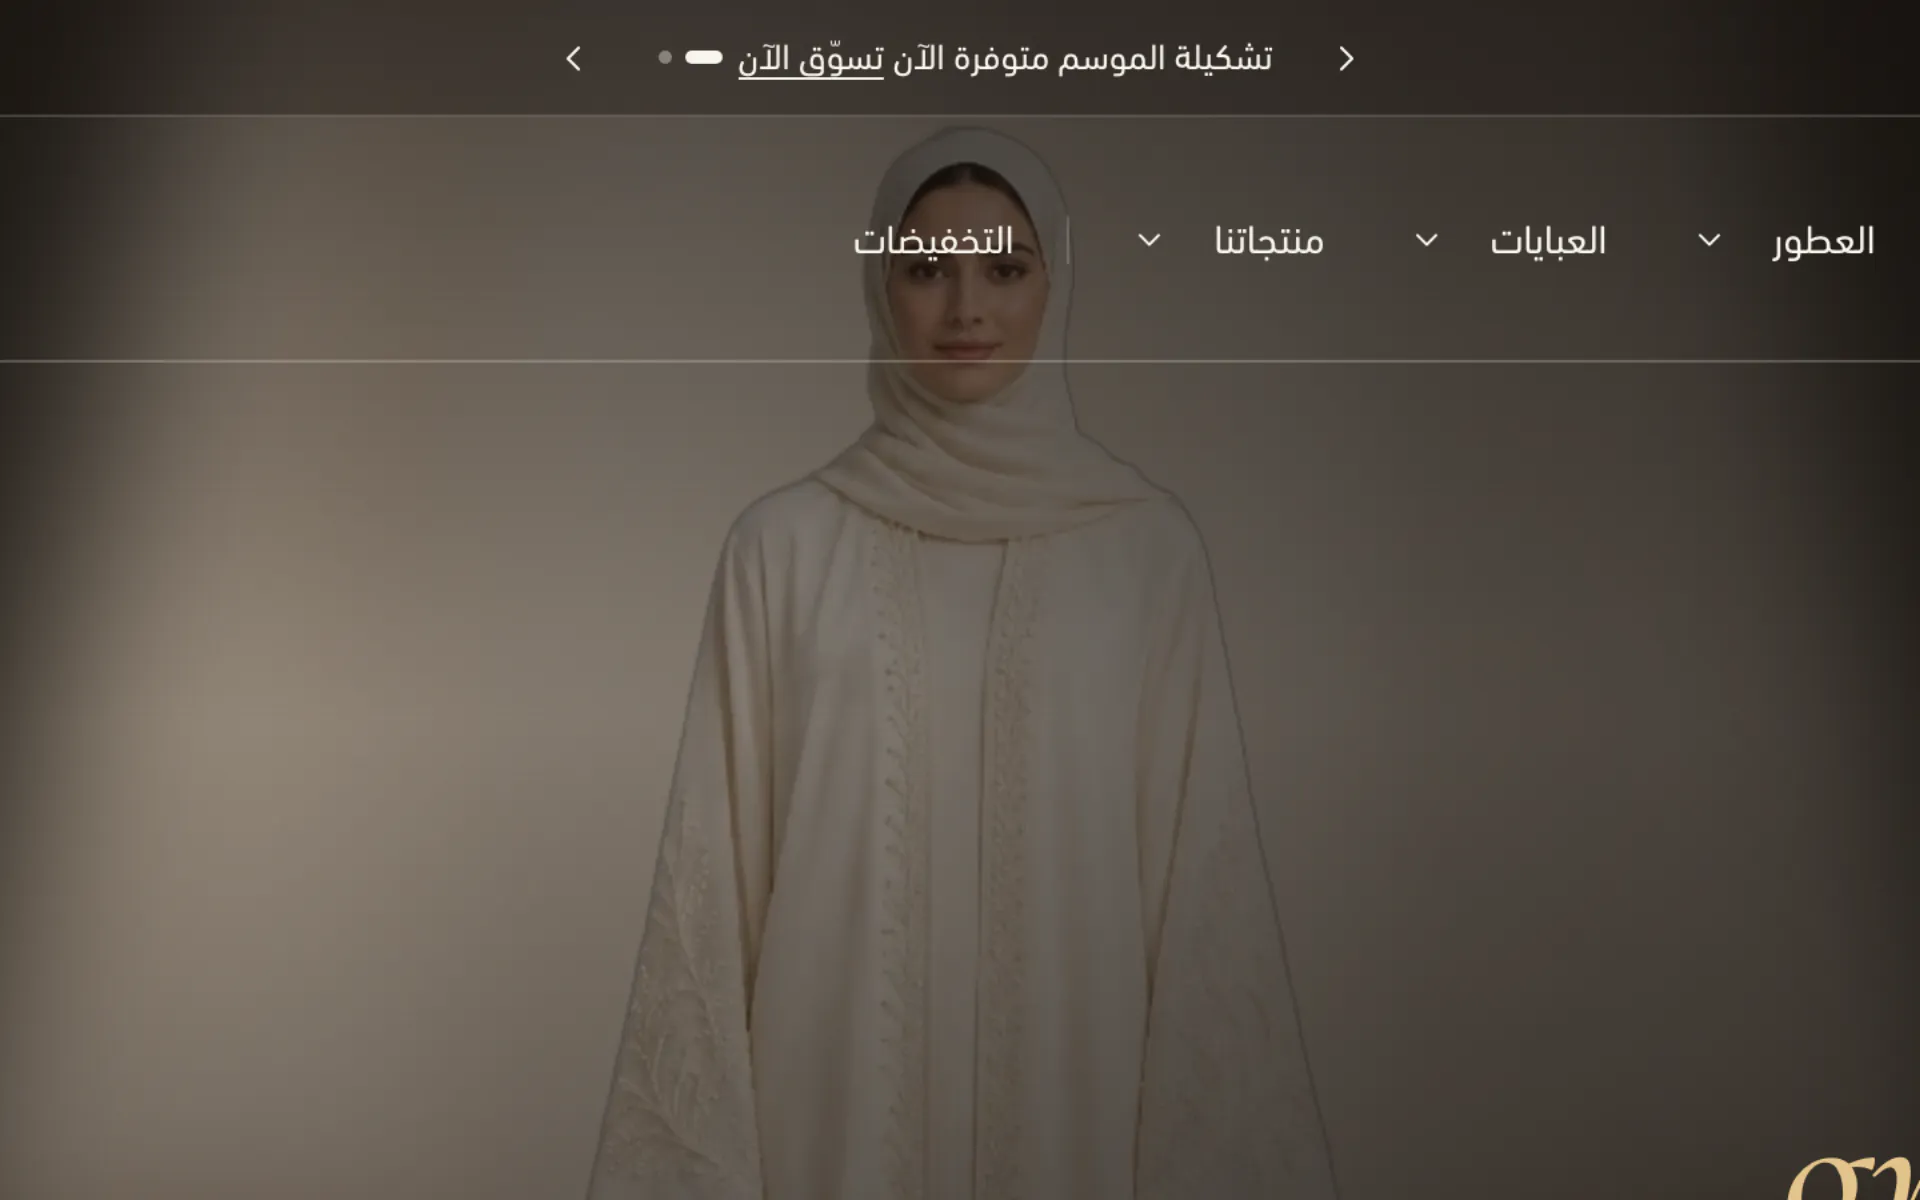 تشكيلة الموسم متوفرة الآن تسوّق الآن
العطور
العبايات
منتجاتنا
التخفيضات